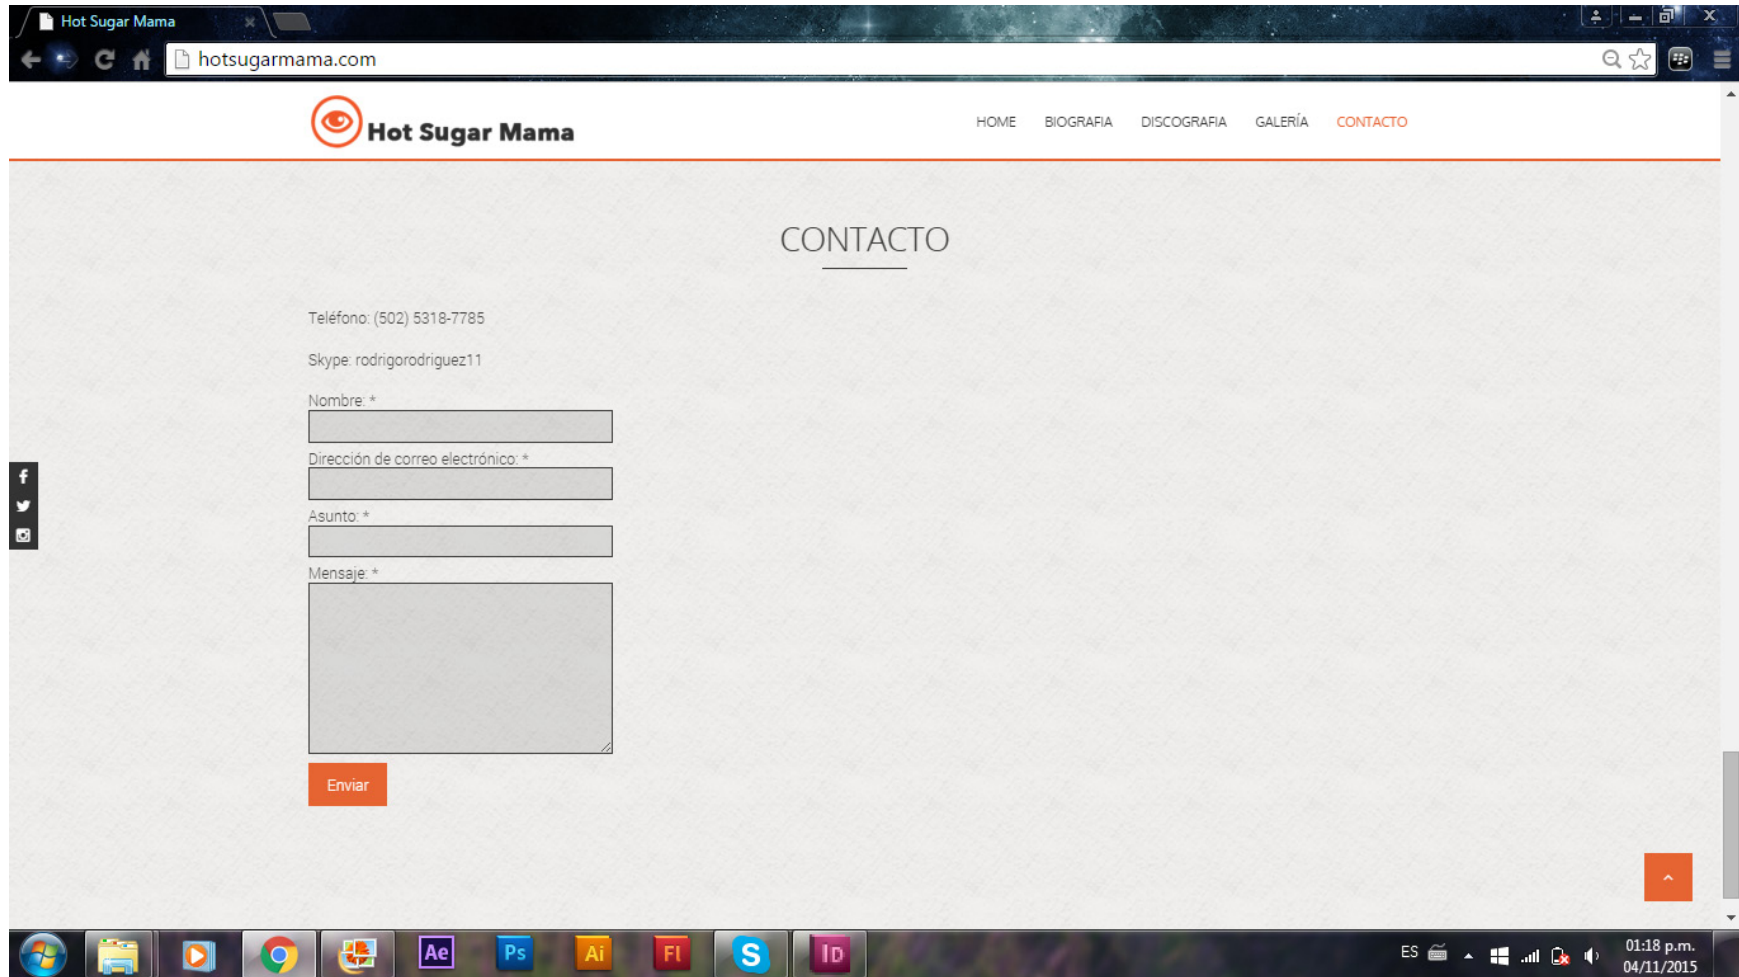 Hot Sugar Mama
hotsugarmama.com
Hot Sugar Mama
HOME BIOGRAFIA DISCOGRAFIA GALERÍA CONTACTO
CONTACTO
Teléfono: (502) 5318-7785
Skype: rodrigorodriguez11
Nombre: *
Dirección de correo electrónico: *
Asunto: *
Mensaje: *
Enviar
Ae Ps Ai Fl S ID
ES
01:18 p.m.
04/11/2015